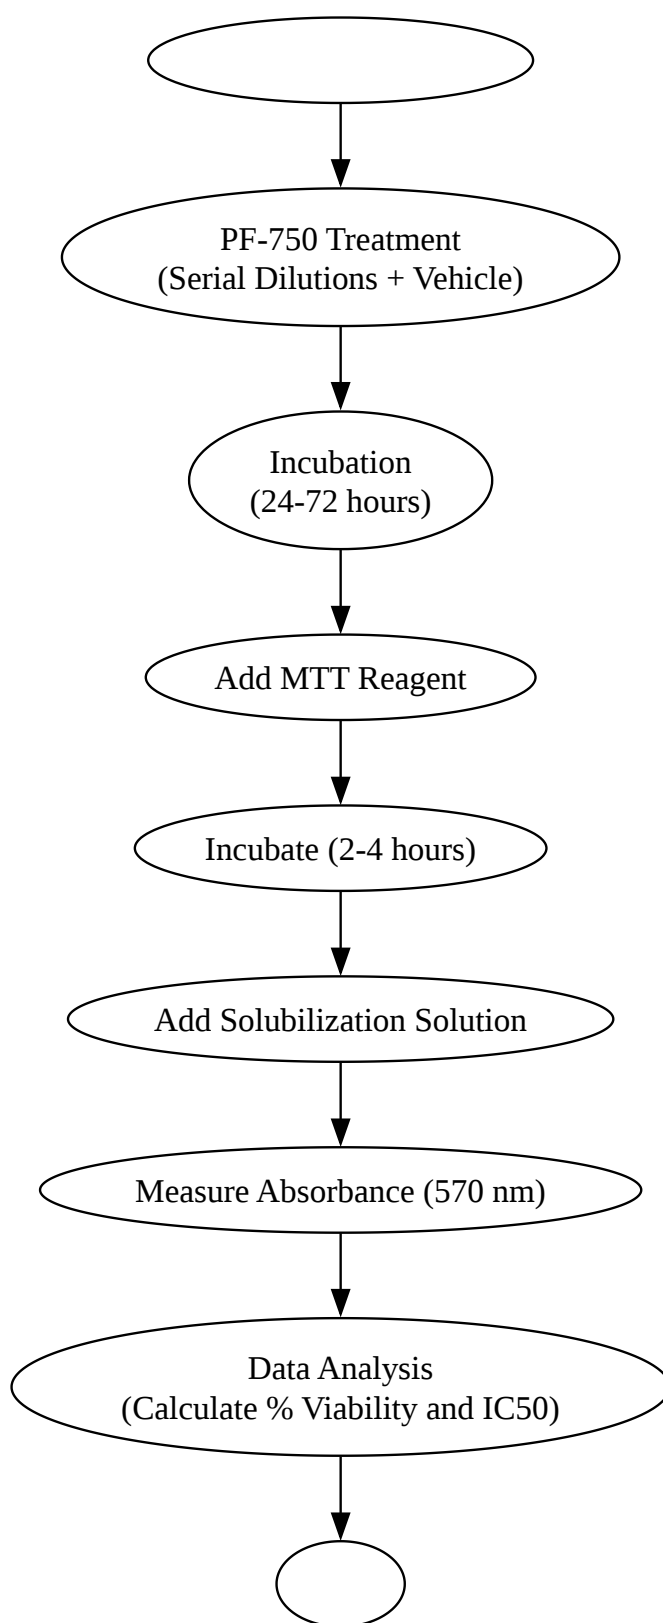 PF-750 Treatment
(Serial Dilutions + Vehicle)
Incubation
(24-72 hours)
Add MTT Reagent
Incubate (2-4 hours)
Add Solubilization Solution
Measure Absorbance (570 nm)
Data Analysis
(Calculate % Viability and IC50)